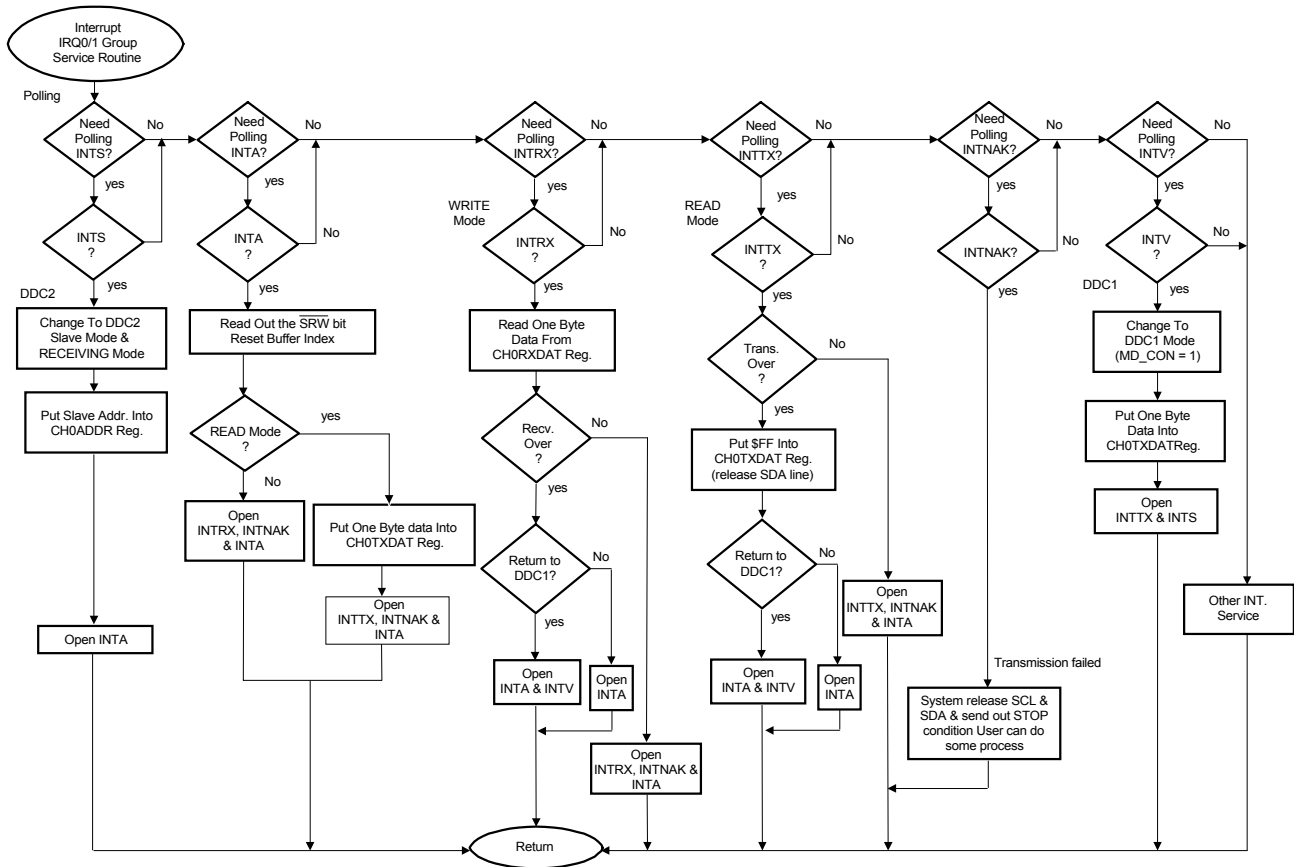 Interrupt
IRQ0/1 Group
Service Routine
Polling
Need
Polling
INTS?
No
yes
INTS
?
No
yes
DDC2
Change To DDC2
Slave Mode &
RECEIVING Mode
Put Slave Addr. Into
CH0ADDR Reg.
Open INTA
Need
Polling
INTA?
No
yes
INTA
?
No
yes
Read Out the SRW bit
Reset Buffer Index
READ Mode
?
yes
No
Open
INTRX, INTNAK
& INTA
Put One Byte data Into
CH0TXDAT Reg.
Open
INTTX, INTNAK &
INTA
Need
Polling
INTRX?
No
yes
WRITE
Mode
INTRX
?
No
yes
Read One Byte
Data From
CH0RXDAT Reg.
Recv.
Over
?
No
yes
Return to
DDC1?
No
yes
Open
INTA & INTV
Open
INTA
Open
INTRX, INTNAK &
INTA
Need
Polling
INTTX?
No
yes
READ
Mode
INTTX
?
No
yes
Trans.
Over
?
No
yes
Put $FF Into
CH0TXDAT Reg.
(release SDA line)
Return to
DDC1?
No
yes
Open
INTA & INTV
Open
INTA
Open
INTTX, INTNAK
& INTA
Need
Polling
INTNAK?
No
yes
INTNAK?
No
yes
Transmission failed
System release SCL &
SDA & send out STOP
condition User can do
some process
Need
Polling
INTV?
No
yes
INTV
?
No
yes
DDC1
Change To
DDC1 Mode
(MD_CON = 1)
Put One Byte
Data Into
CH0TXDATReg.
Open
INTTX & INTS
Other INT.
Service
Return